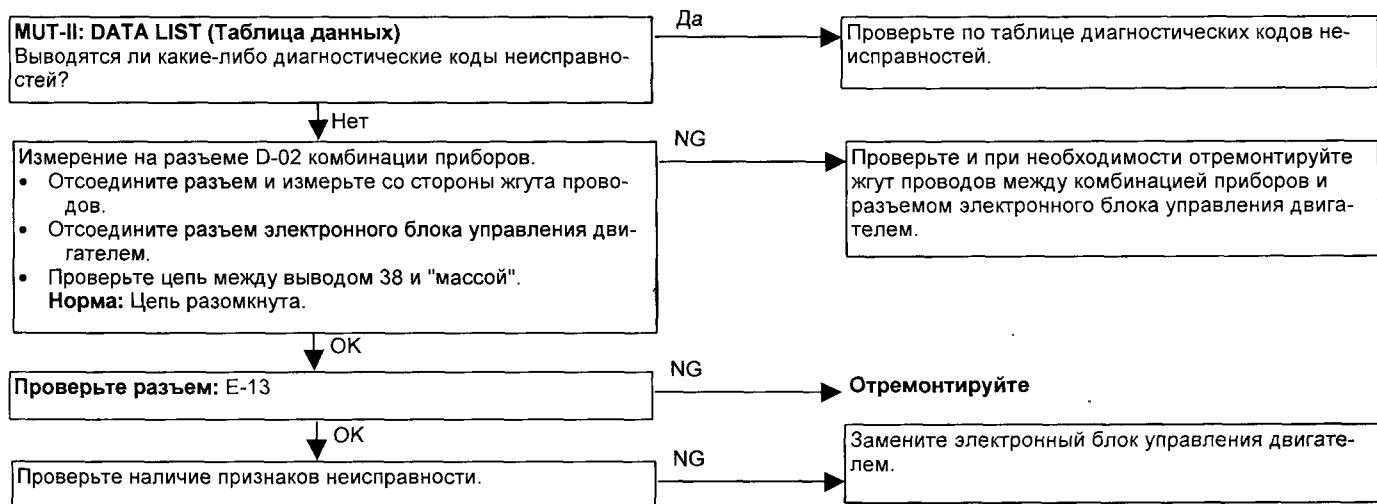 MUT-II: DATA LIST (Таблица данных)
Выводятся ли какие-либо диагностические коды неисправно-
стей?
Да
Проверьте по таблице диагностических кодов не-
исправностей.
Нет
Измерение на разъеме D-02 комбинации приборов.
• Отсоедините разъем и измерьте со стороны жгута прово-
дов.
• Отсоедините разъем электронного блока управления дви-
гателем.
• Проверьте цепь между выводом 38 и "массой".
Норма: Цепь разомкнута.
NG
Проверьте и при необходимости отремонтируйте
жгут проводов между комбинацией приборов и
разъемом электронного блока управления двига-
телем.
OK
Проверьте разъем: E-13
NG
Отремонтируйте
OK
Проверьте наличие признаков неисправности.
NG
Замените электронный блок управления двигате-
лем.